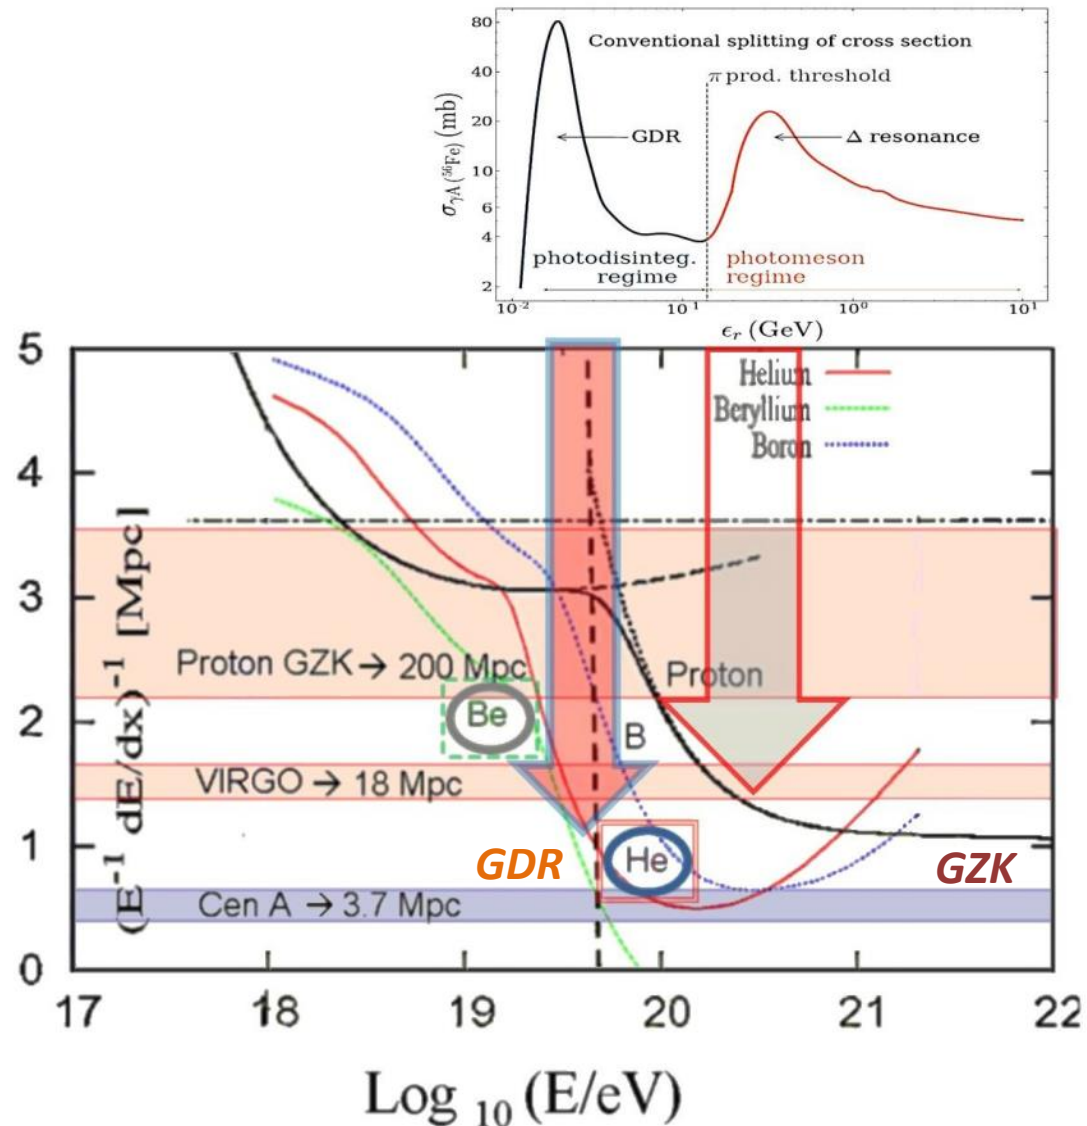 80
40
20
10
6
4
2
σγA (⁵⁶Fe) (mb)
Conventional splitting of cross section
π prod. threshold
GDR
Δ resonance
photodisinteg.
regime
photomeson
regime
10⁻²
10⁻¹
10⁰
10¹
ϵr (GeV)
5
4
3
2
1
0
(E⁻¹ dE/dx)⁻¹ [Mpc]
Helium
Beryllium
Boron
Proton GZK → 200 Mpc
Proton
Be
B
VIRGO → 18 Mpc
GDR
He
GZK
Cen A → 3.7 Mpc
17
18
19
20
21
22
Log 10 (E/eV)